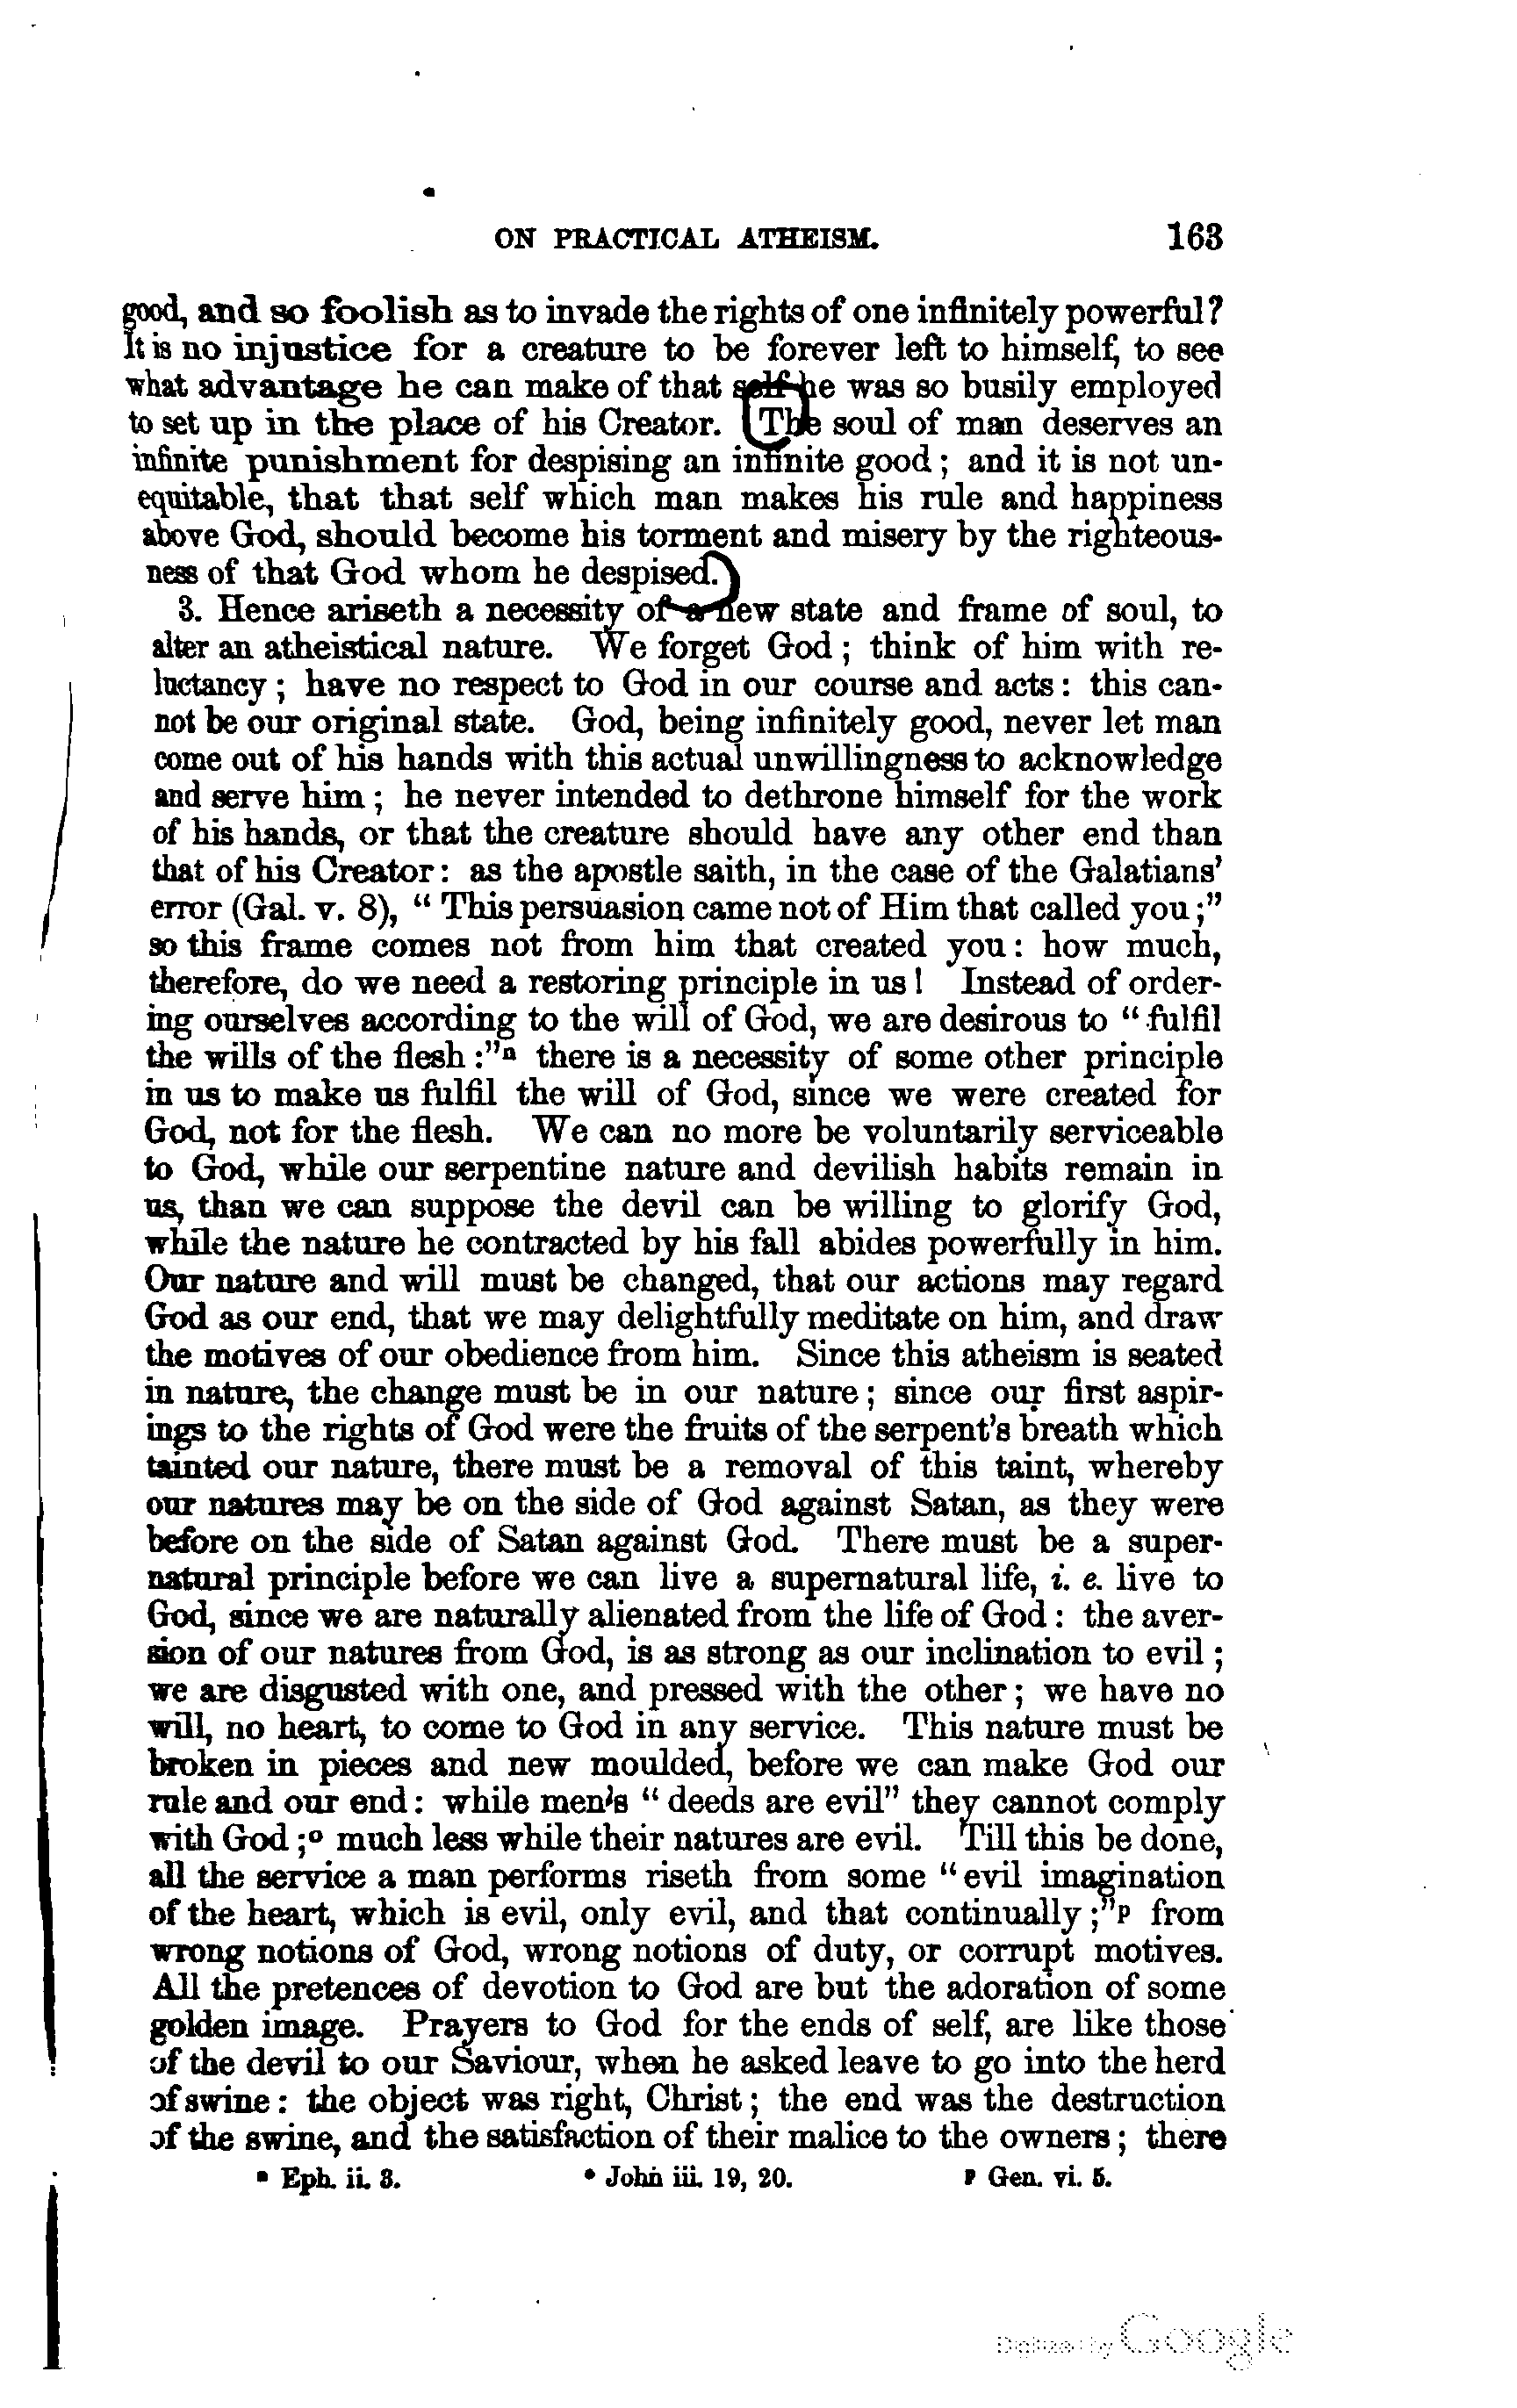 ON PRACTICAL ATHEISM. 163
good, and so foolish as to invade the rights of one infinitely powerful?
It is no injustice for a creature to be forever left to himself, to see
what advantage he can make of that self he was so busily employed
to set up in the place of his Creator. The soul of man deserves an
infinite punishment for despising an infinite good; and it is not un-
equitable, that that self which man makes his rule and happiness
above God, should become his torment and misery by the righteous-
ness of that God whom he despised.
3. Hence ariseth a necessity of a new state and frame of soul, to
alter an atheistical nature. We forget God; think of him with re-
luctancy; have no respect to God in our course and acts: this can-
not be our original state. God, being infinitely good, never let man
come out of his hands with this actual unwillingness to acknowledge
and serve him; he never intended to dethrone himself for the work
of his hands, or that the creature should have any other end than
that of his Creator: as the apostle saith, in the case of the Galatians'
error (Gal. v. 8), "This persuasion came not of Him that called you;"
so this frame comes not from him that created you: how much,
therefore, do we need a restoring principle in us! Instead of order-
ing ourselves according to the will of God, we are desirous to "fulfil
the wills of the flesh:"n there is a necessity of some other principle
in us to make us fulfil the will of God, since we were created for
God, not for the flesh. We can no more be voluntarily serviceable
to God, while our serpentine nature and devilish habits remain in
us, than we can suppose the devil can be willing to glorify God,
while the nature he contracted by his fall abides powerfully in him.
Our nature and will must be changed, that our actions may regard
God as our end, that we may delightfully meditate on him, and draw
the motives of our obedience from him. Since this atheism is seated
in nature, the change must be in our nature; since our first aspir-
ings to the rights of God were the fruits of the serpent's breath which
tainted our nature, there must be a removal of this taint, whereby
our natures may be on the side of God against Satan, as they were
before on the side of Satan against God. There must be a super-
natural principle before we can live a supernatural life, i. e. live to
God, since we are naturally alienated from the life of God: the aver-
sion of our natures from God, is as strong as our inclination to evil;
we are disgusted with one, and pressed with the other; we have no
will, no heart, to come to God in any service. This nature must be
broken in pieces and new moulded, before we can make God our
rule and our end: while men's "deeds are evil" they cannot comply
with God;o much less while their natures are evil. Till this be done,
all the service a man performs riseth from some "evil imagination
of the heart, which is evil, only evil, and that continually;"p from
wrong notions of God, wrong notions of duty, or corrupt motives.
All the pretences of devotion to God are but the adoration of some
golden image. Prayers to God for the ends of self, are like those
of the devil to our Saviour, when he asked leave to go into the herd
of swine: the object was right, Christ; the end was the destruction
of the swine, and the satisfaction of their malice to the owners; there
n Eph. ii. 3. o John iii. 19, 20. p Gen. vi. 5.
Digitized by Google